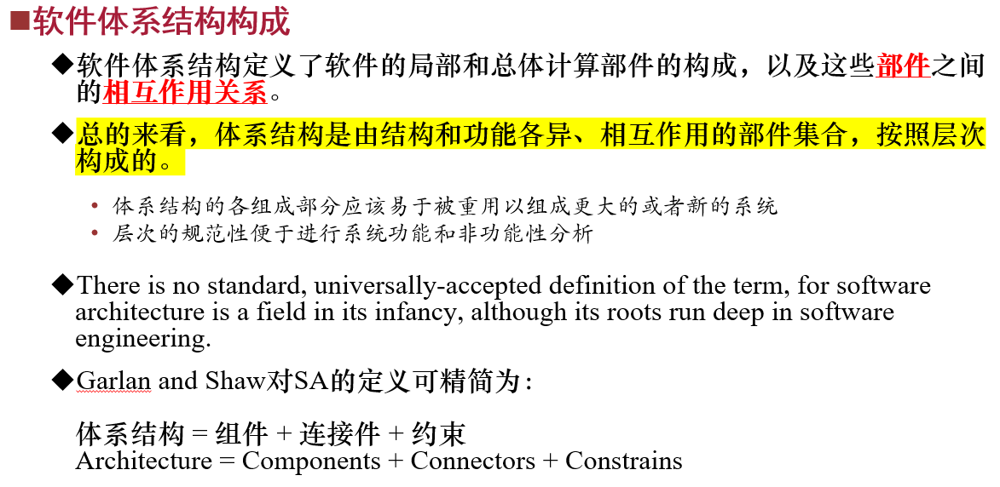 ■软件体系结构构成
◆软件体系结构定义了软件的局部和总体计算部件的构成，以及这些部件之间
的相互作用关系。
◆总的来看，体系结构是由结构和功能各异、相互作用的部件集合，按照层次
构成的。
• 体系结构的各组成部分应该易于被重用以组成更大的或者新的系统
• 层次的规范性便于进行系统功能和非功能性分析
◆There is no standard, universally-accepted definition of the term, for software
architecture is a field in its infancy, although its roots run deep in software
engineering.
◆Garlan and Shaw对SA的定义可精简为：
体系结构 = 组件 + 连接件 + 约束
Architecture = Components + Connectors + Constrains